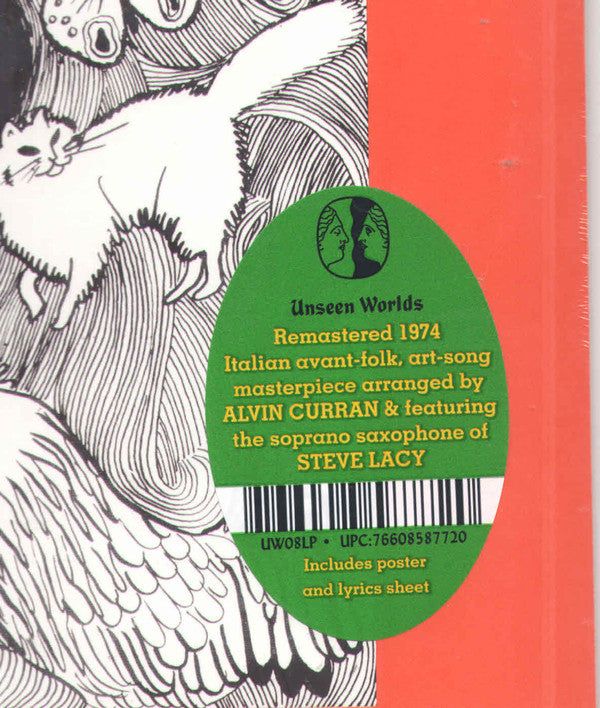 Unseen Worlds
Remastered 1974
Italian avant-folk, art-song
masterpiece arranged by
ALVIN CURRAN & featuring
the soprano saxophone of
STEVE LACY
UW08LP • UPC:76608587720
Includes poster
and lyrics sheet